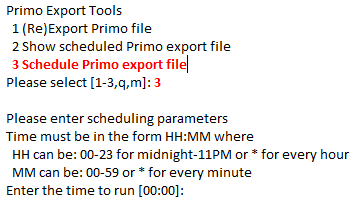 Primo Export Tools
1 (Re)Export Primo file
2 Show scheduled Primo export file
3 Schedule Primo export file
Please select [1-3,q,m]: 3
Please enter scheduling parameters
Time must be in the form HH:MM where
HH can be: 00-23 for midnight-11PM or * for every hour
MM can be: 00-59 or * for every minute
Enter the time to run [00:00]: